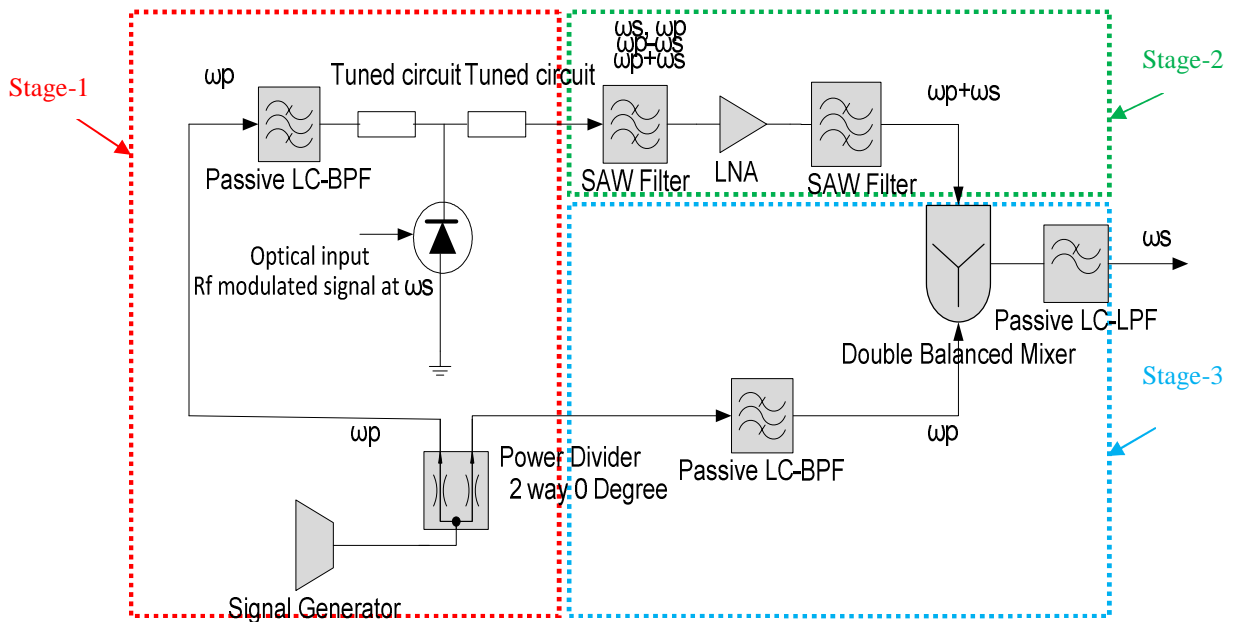 Stage-1
ωp
Tuned circuit Tuned circuit
Passive LC-BPF
Optical input
Rf modulated signal at ωs
ωp
Power Divider
2 way 0 Degree
Signal Generator
ωs, ωp
ωp-ωs
ωp+ωs
SAW Filter
LNA
SAW Filter
ωp+ωs
Stage-2
ωs
Passive LC-LPF
Double Balanced Mixer
Passive LC-BPF
ωp
Stage-3